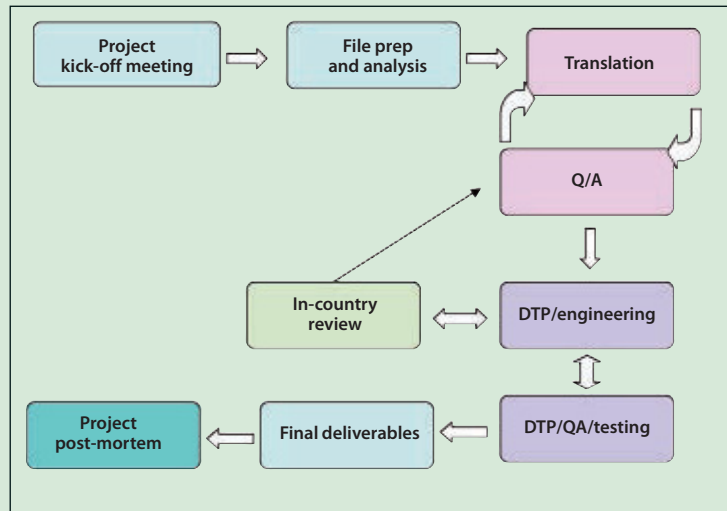 Project
kick-off meeting
File prep
and analysis
Translation
Q/A
In-country
review
DTP/engineering
Project
post-mortem
Final deliverables
DTP/QA/testing